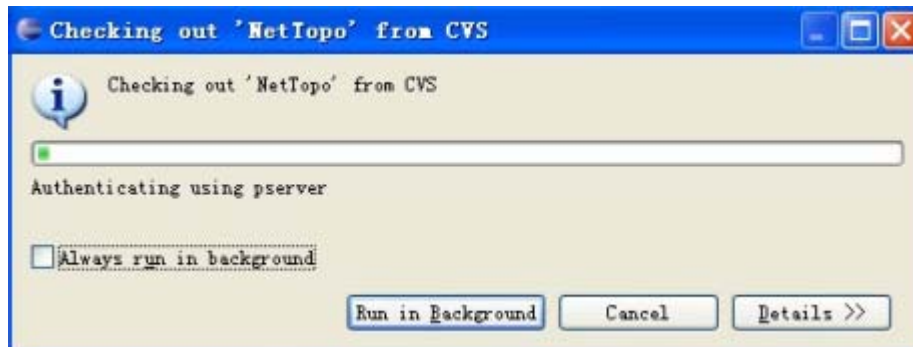 Checking out 'NetTopo' from CVS
Checking out 'NetTopo' from CVS
Authenticating using pserver
Always run in background
Run in Background Cancel Details >>